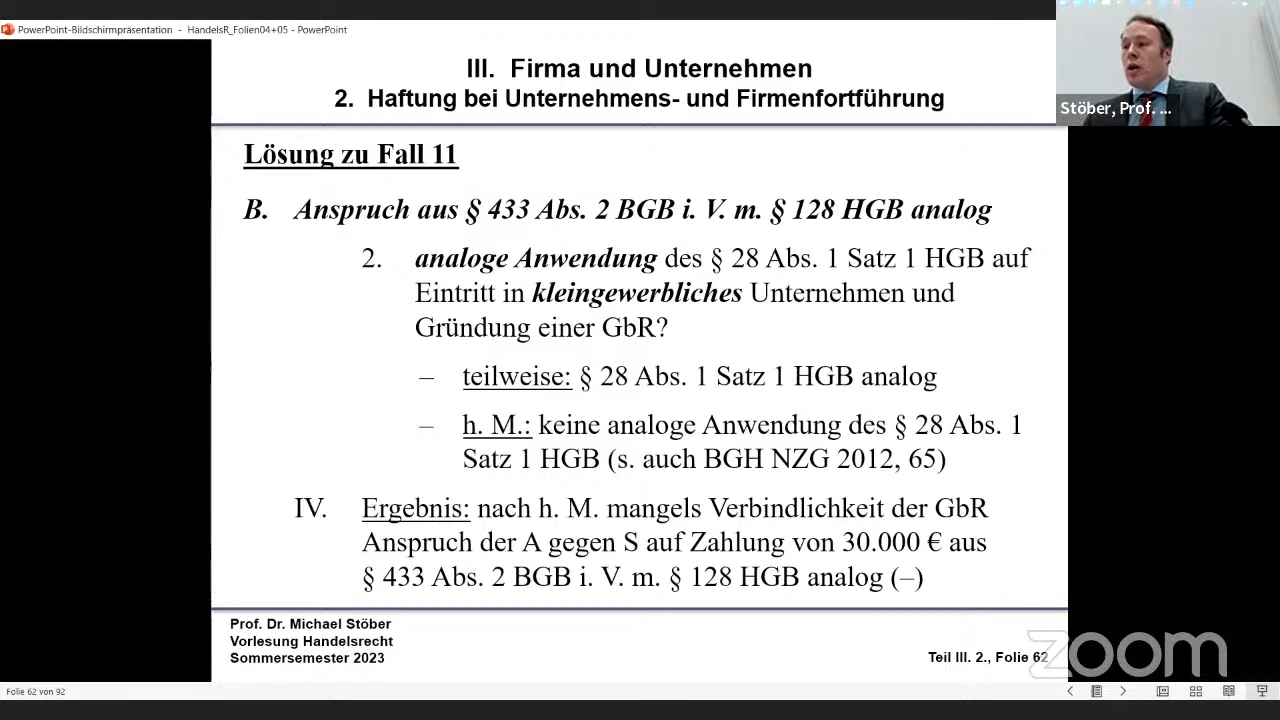 PowerPoint-Bildschirmpräsentation - HandelsR_Folien04+05 - PowerPoint
III. Firma und Unternehmen
2. Haftung bei Unternehmens- und Firmenfortführung
Stöber, Prof. ...
Lösung zu Fall 11
B. Anspruch aus § 433 Abs. 2 BGB i. V. m. § 128 HGB analog
2. analoge Anwendung des § 28 Abs. 1 Satz 1 HGB auf
Eintritt in kleingewerbliches Unternehmen und
Gründung einer GbR?
– teilweise: § 28 Abs. 1 Satz 1 HGB analog
– h. M.: keine analoge Anwendung des § 28 Abs. 1
Satz 1 HGB (s. auch BGH NZG 2012, 65)
IV. Ergebnis: nach h. M. mangels Verbindlichkeit der GbR
Anspruch der A gegen S auf Zahlung von 30.000 € aus
§ 433 Abs. 2 BGB i. V. m. § 128 HGB analog (–)
Prof. Dr. Michael Stöber
Vorlesung Handelsrecht
Sommersemester 2023
Teil III. 2., Folie 62
zoom
Folie 62 von 92